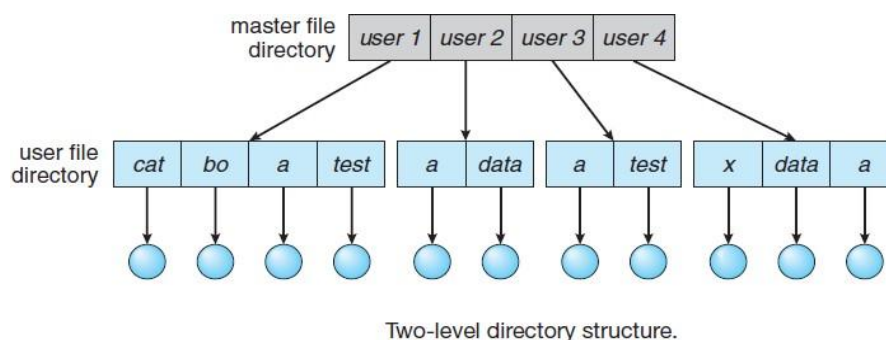 master file
directory
user 1 user 2 user 3 user 4
user file
directory
cat bo a test a data a test x data a
Two-level directory structure.